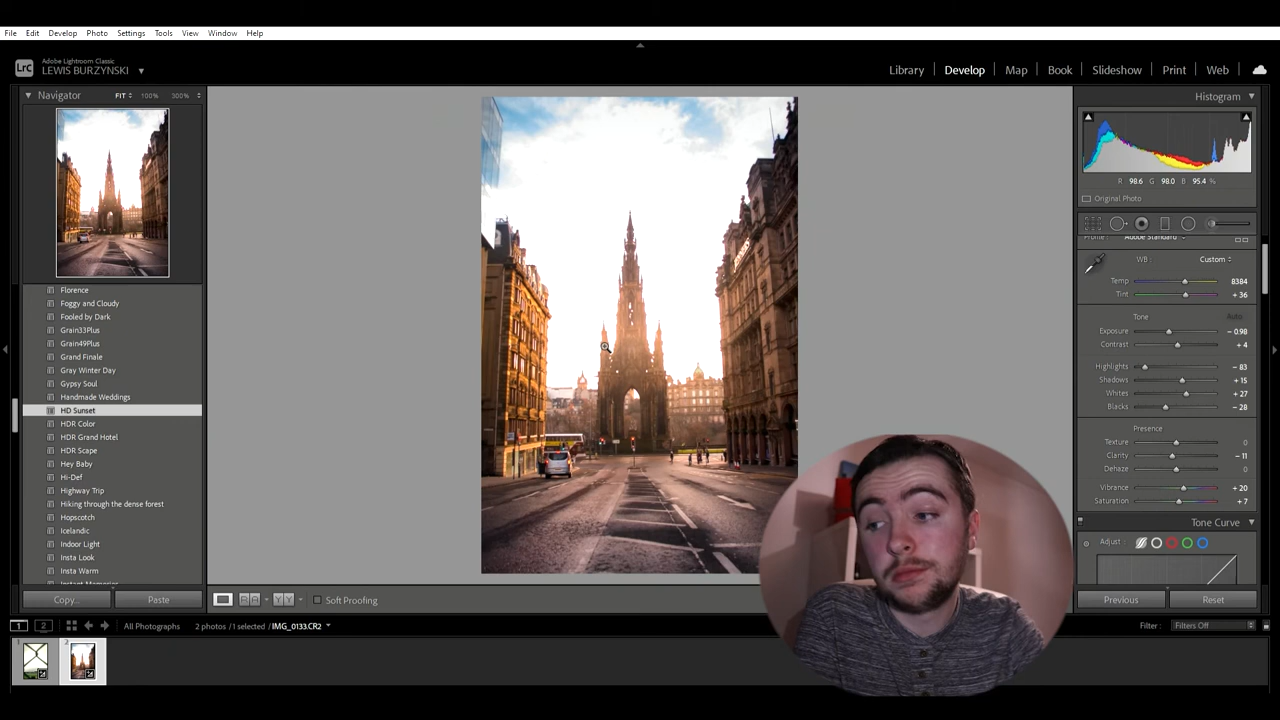 File Edit Develop Photo Settings Tools View Window Help
Lrc
Adobe Lightroom Classic
LEWIS BURZYNSKI
Library Develop Map Book Slideshow Print Web
Navigator FIT 100% 300%
Histogram
R 98.6 G 98.0 B 95.4 %
Original Photo
Profile: Adobe Standard
WB: Custom
Temp 8384
Tint + 36
Tone Auto
Exposure − 0.98
Contrast + 4
Highlights − 83
Shadows + 15
Whites + 27
Blacks − 28
Presence
Texture 0
Clarity − 11
Dehaze 0
Vibrance + 20
Saturation + 7
Tone Curve
Adjust :
Florence
Foggy and Cloudy
Fooled by Dark
Grain33Plus
Grain49Plus
Grand Finale
Gray Winter Day
Gypsy Soul
Handmade Weddings
HD Sunset
HDR Color
HDR Grand Hotel
HDR Scape
Hey Baby
Hi-Def
Highway Trip
Hiking through the dense forest
Hopscotch
Icelandic
Indoor Light
Insta Look
Insta Warm
Instant Memories
Copy... Paste
Soft Proofing
Previous Reset
1 2 All Photographs 2 photos / 1 selected / IMG_0133.CR2
Filter : Filters Off
1 2